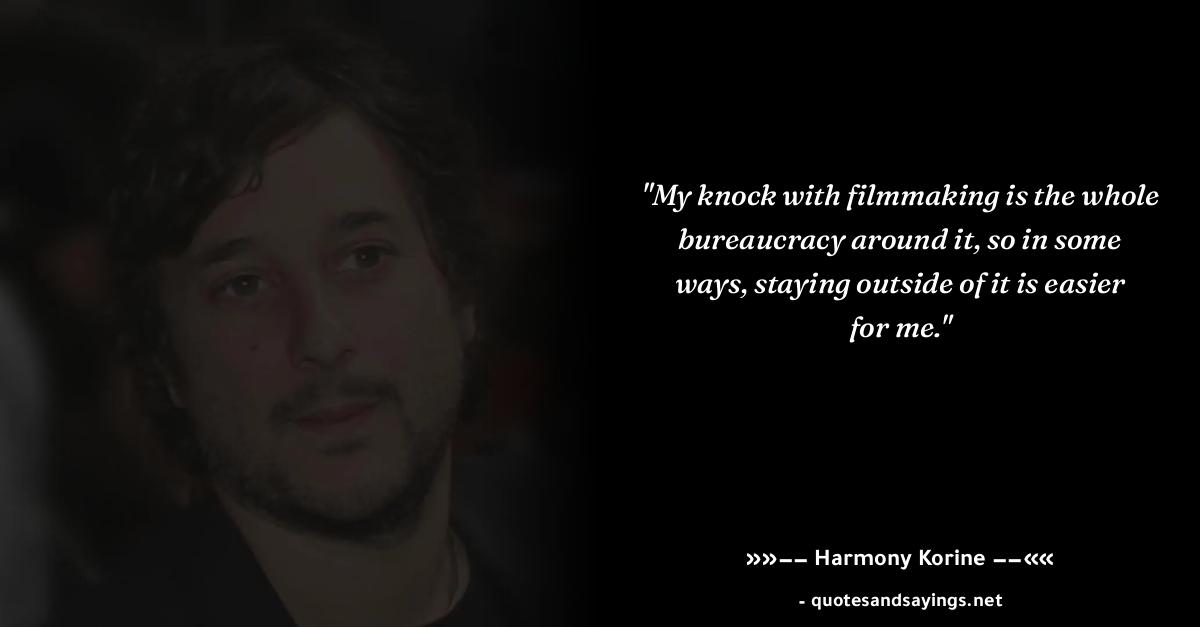 "My knock with filmmaking is the whole
bureaucracy around it, so in some
ways, staying outside of it is easier
for me."
»»–– Harmony Korine ––««
- quotesandsayings.net